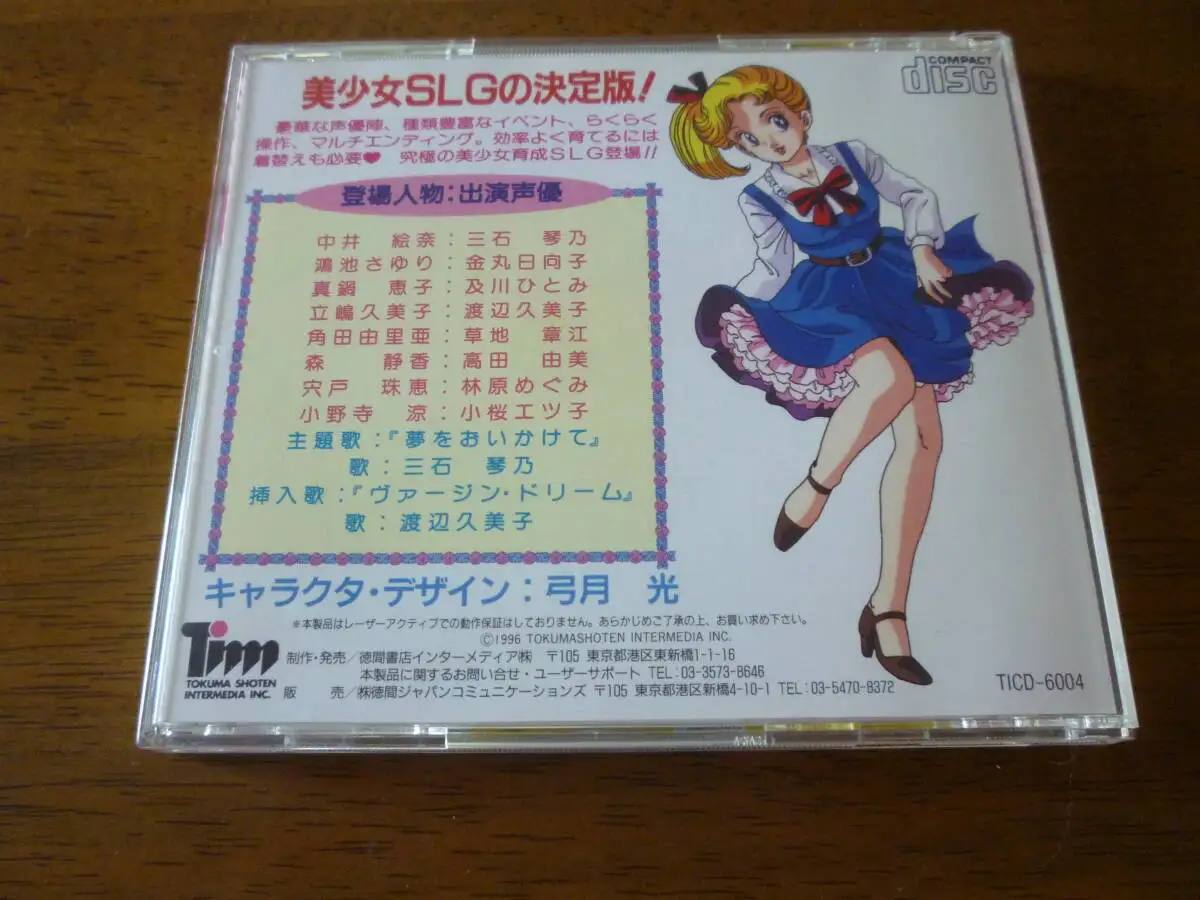 美少女SLGの決定版!
COMPACT
disc
豪華な声優陣、種類豊富なイベント、らくらく
操作、マルチエンディング。効率よく育てるには
着替えも必要♥ 究極の美少女育成SLG登場!!
登場人物:出演声優
中井 絵奈:三石 琴乃
鴻池さゆり:金丸日向子
真鍋 恵子:及川ひとみ
立嶋久美子:渡辺久美子
角田由里亜:草地 章江
森 静香:高田 由美
宍戸 珠恵:林原めぐみ
小野寺 涼:小桜エツ子
主題歌:『夢をおいかけて』
歌:三石 琴乃
挿入歌:『ヴァージン・ドリーム』
歌:渡辺久美子
キャラクタ・デザイン:弓月 光
*本製品はレーザーアクティブでの動作保証はしておりません。あらかじめご了承の上、お買い求め下さい。
©1996 TOKUMASHOTEN INTERMEDIA INC.
Tim
TOKUMA SHOTEN
INTERMEDIA INC.
制作・発売/徳間書店インターメディア㈱ 〒105 東京都港区東新橋1-1-16
本製品に関するお問い合せ・ユーザーサポート TEL:03-3573-8646
販 売/㈱徳間ジャパンコミュニケーションズ 〒105 東京都港区新橋4-10-1 TEL:03-5470-8372
TICD-6004